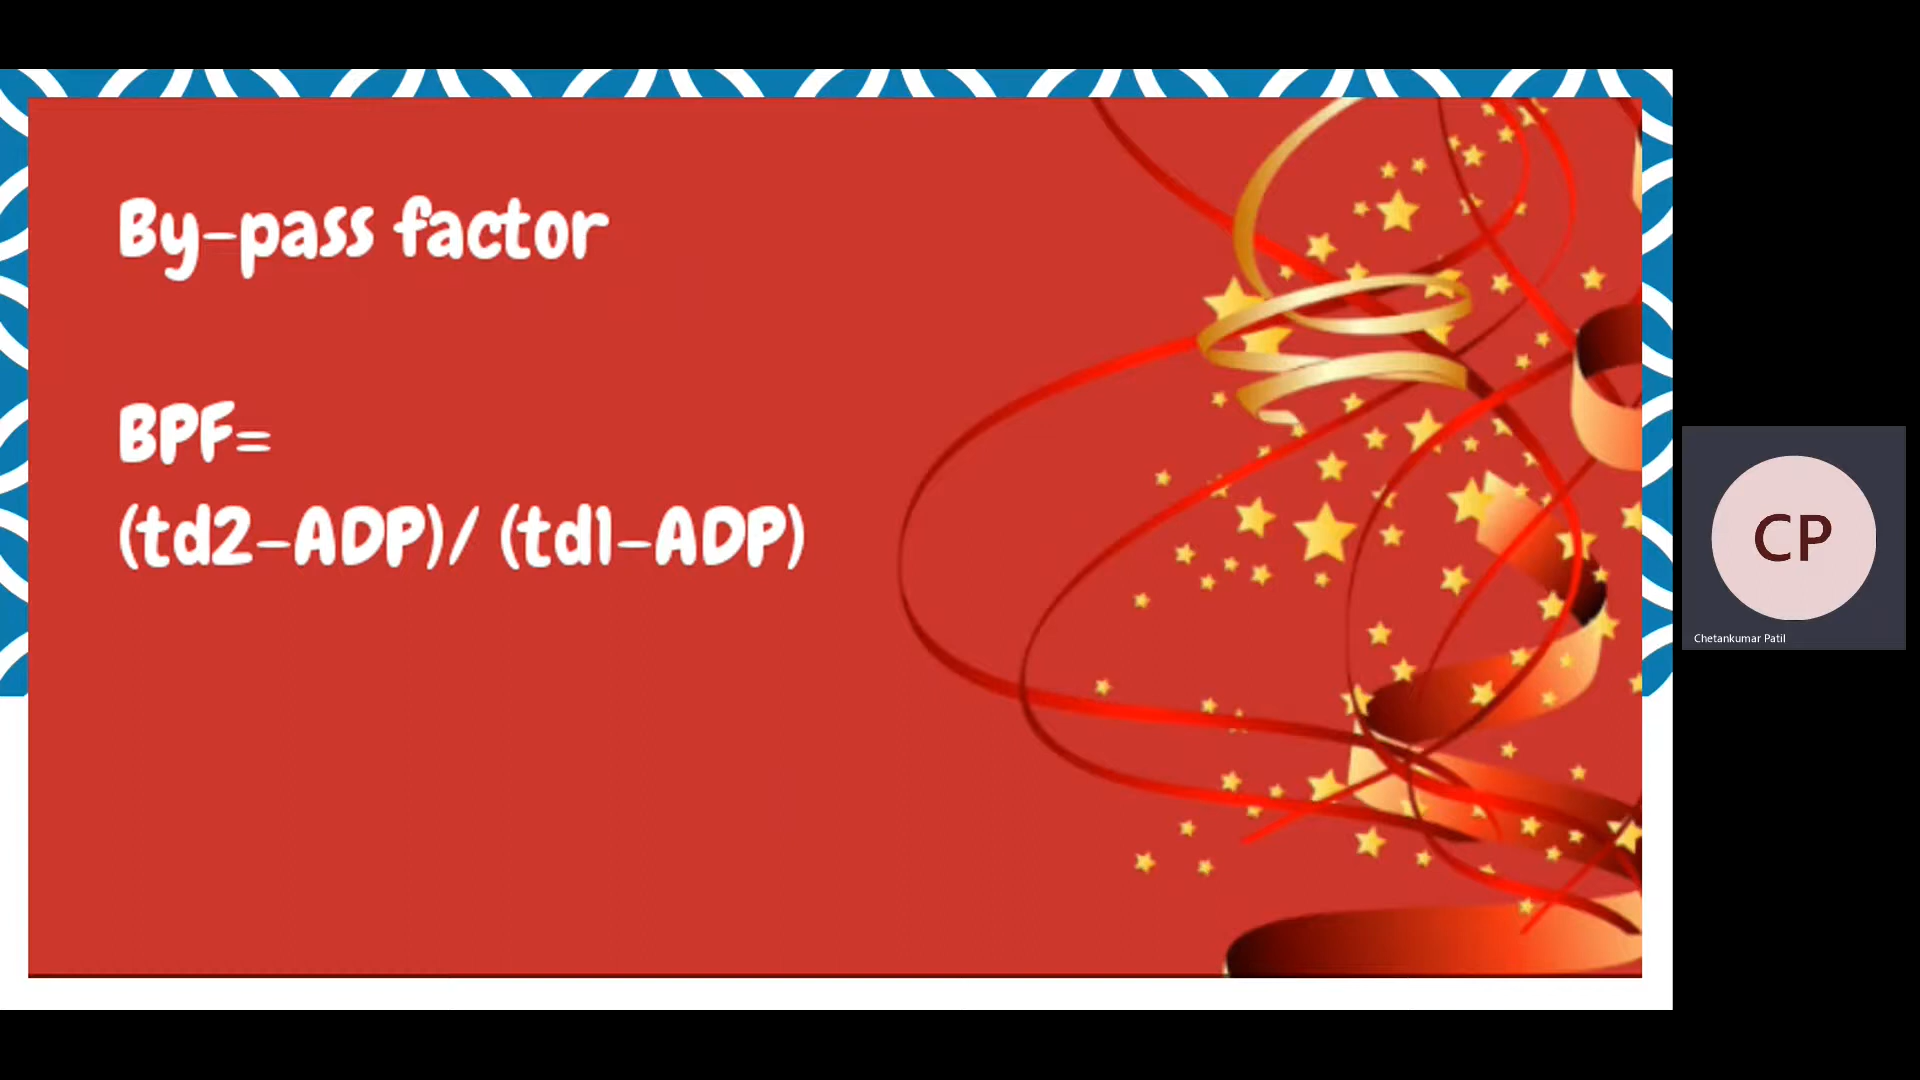 By-pass factor
BPF=
(td2-ADP)/ (td1-ADP)
CP
Chetankumar Patil